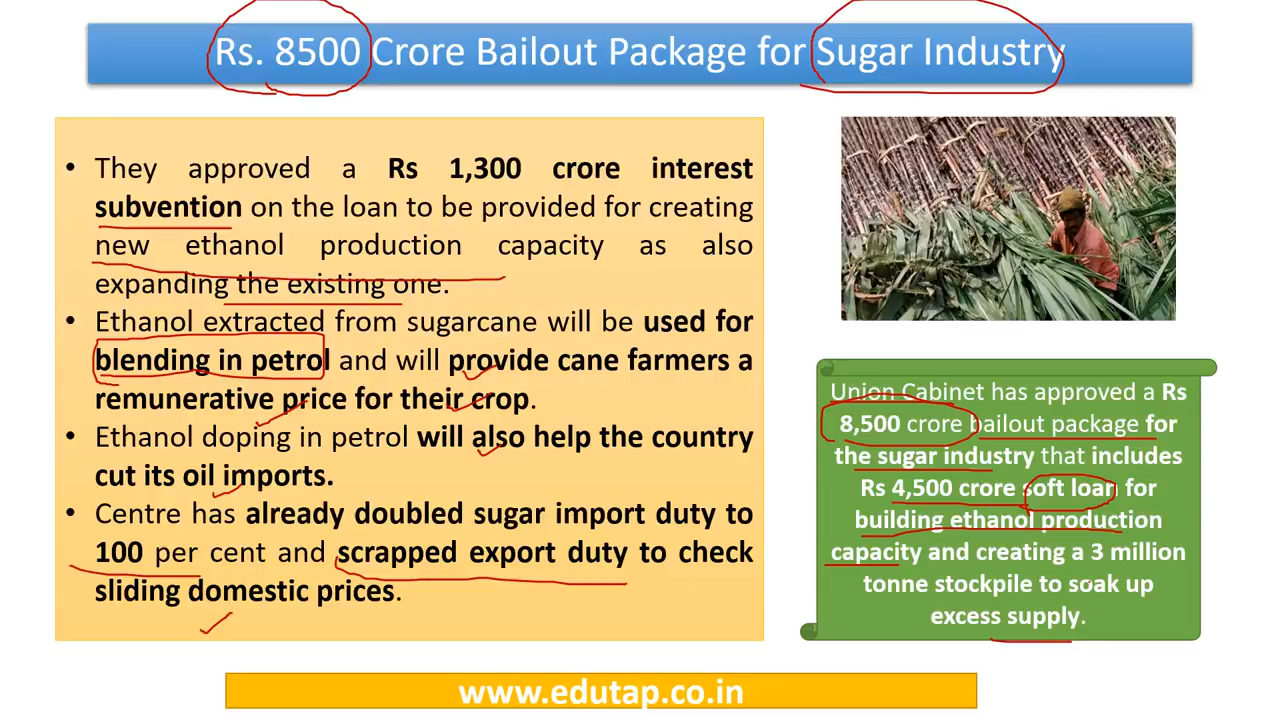 Rs. 8500 Crore Bailout Package for Sugar Industry
• They approved a Rs 1,300 crore interest
subvention on the loan to be provided for creating
new ethanol production capacity as also
expanding the existing one.
• Ethanol extracted from sugarcane will be used for
blending in petrol and will provide cane farmers a
remunerative price for their crop.
• Ethanol doping in petrol will also help the country
cut its oil imports.
• Centre has already doubled sugar import duty to
100 per cent and scrapped export duty to check
sliding domestic prices.
Union Cabinet has approved a Rs
8,500 crore bailout package for
the sugar industry that includes
Rs 4,500 crore soft loan for
building ethanol production
capacity and creating a 3 million
tonne stockpile to soak up
excess supply.
www.edutap.co.in